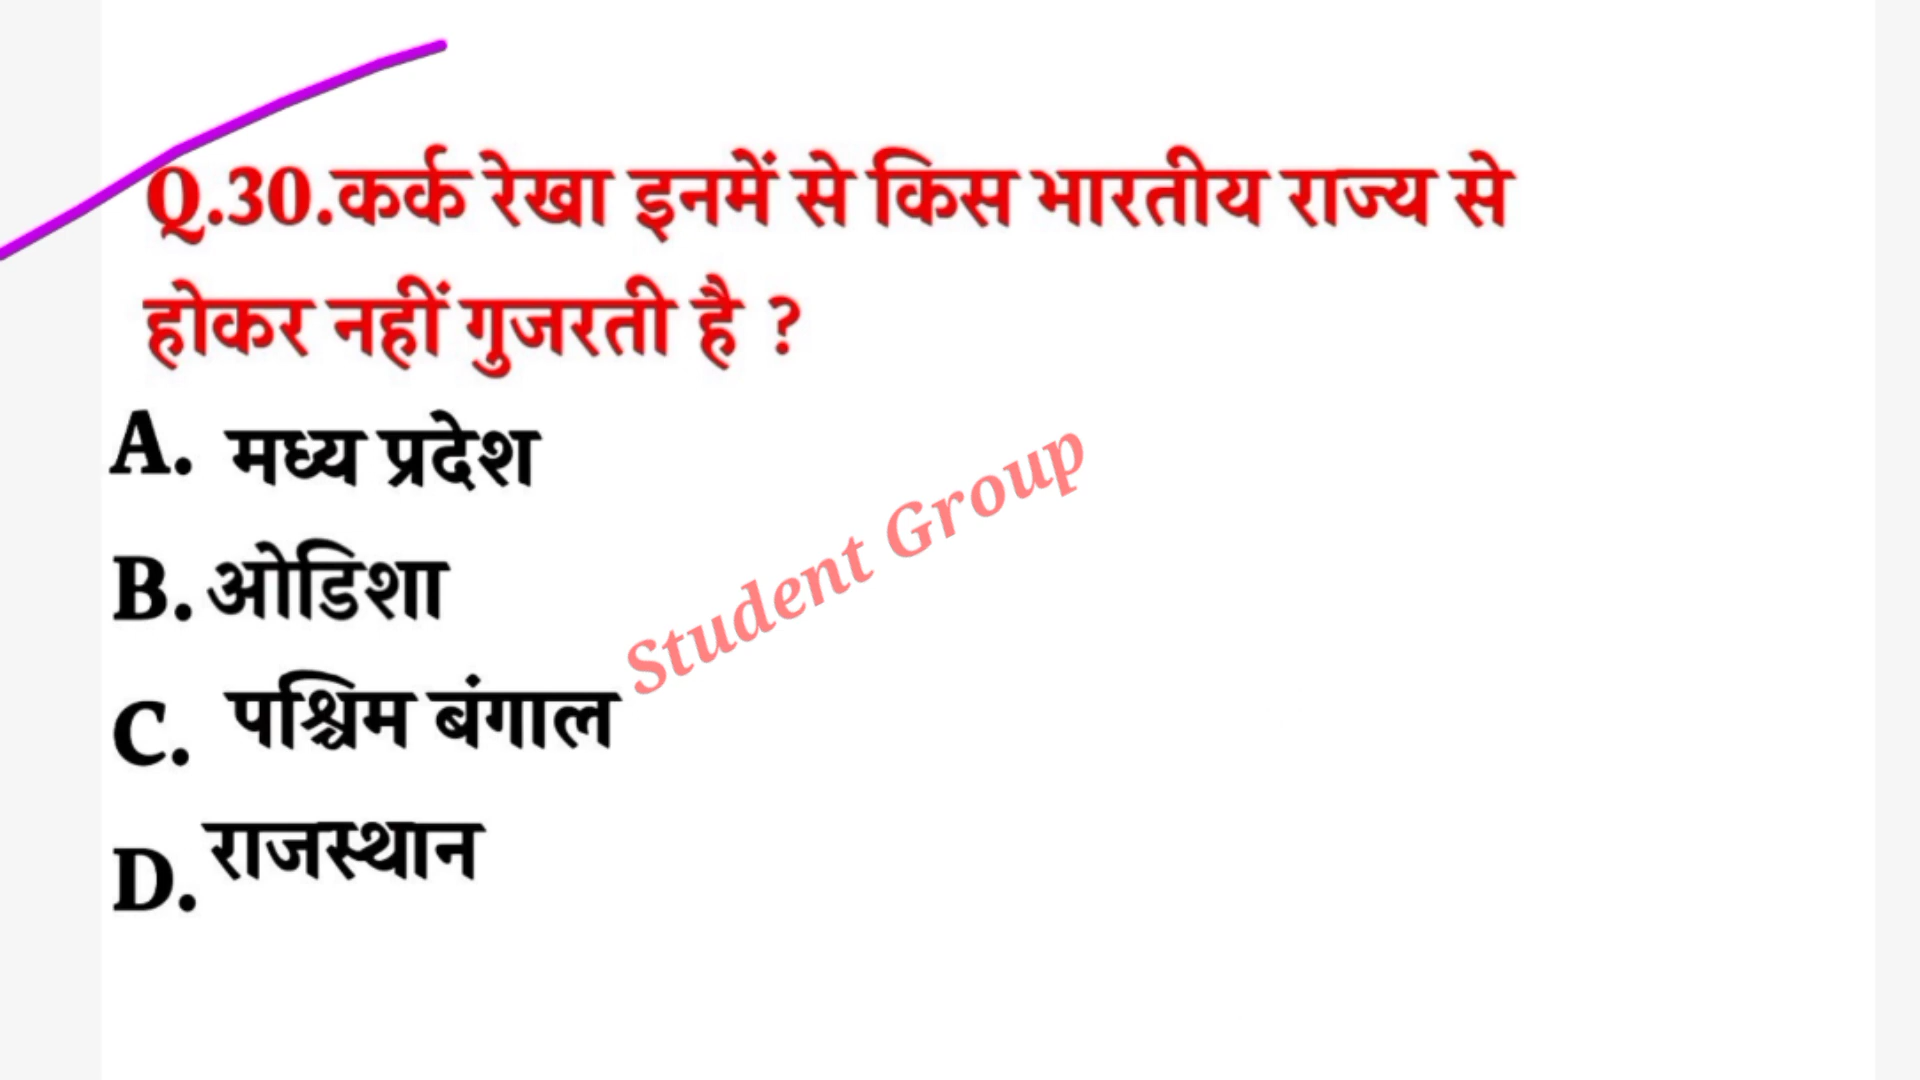 Q.30.कर्क रेखा इनमें से किस भारतीय राज्य से
होकर नहीं गुजरती है ?
A. मध्य प्रदेश
B. ओडिशा
C. पश्चिम बंगाल
D. राजस्थान
Student Group